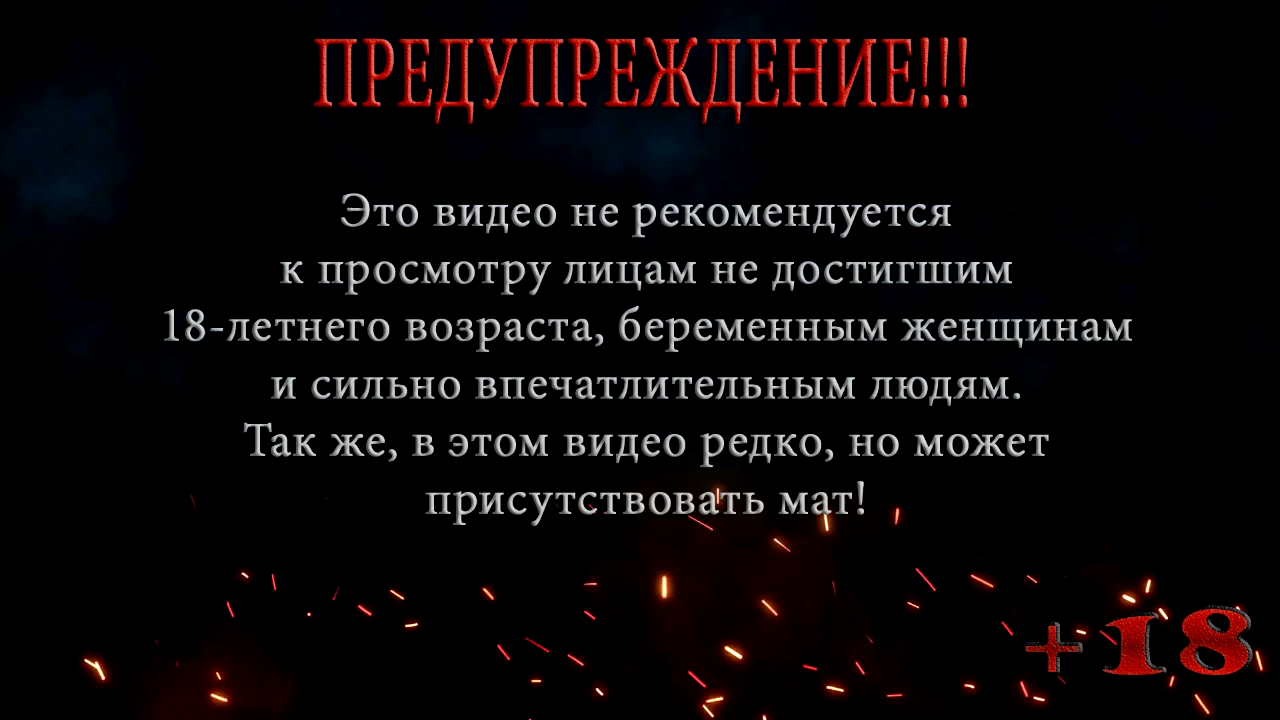 ПРЕДУПРЕЖДЕНИЕ!!!
Это видео не рекомендуется
к просмотру лицам не достигшим
18-летнего возраста, беременным женщинам
и сильно впечатлительным людям.
Так же, в этом видео редко, но может
присутствовать мат!
+18